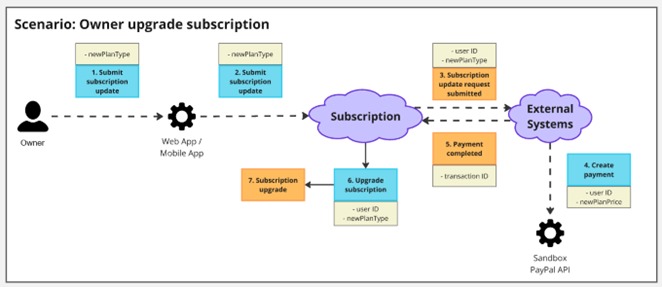 Scenario: Owner upgrade subscription
- newPlanType
1. Submit
subscription
update
- newPlanType
2. Submit
subscription
update
- user ID
- newPlanType
3. Subscription
update request
submitted
Owner
Web App /
Mobile App
Subscription
External
Systems
5. Payment
completed
- transaction ID
4. Create
payment
- user ID
- newPlanPrice
7. Subscription
upgrade
6. Upgrade
subscription
- user ID
- newPlanType
Sandbox
PayPal API